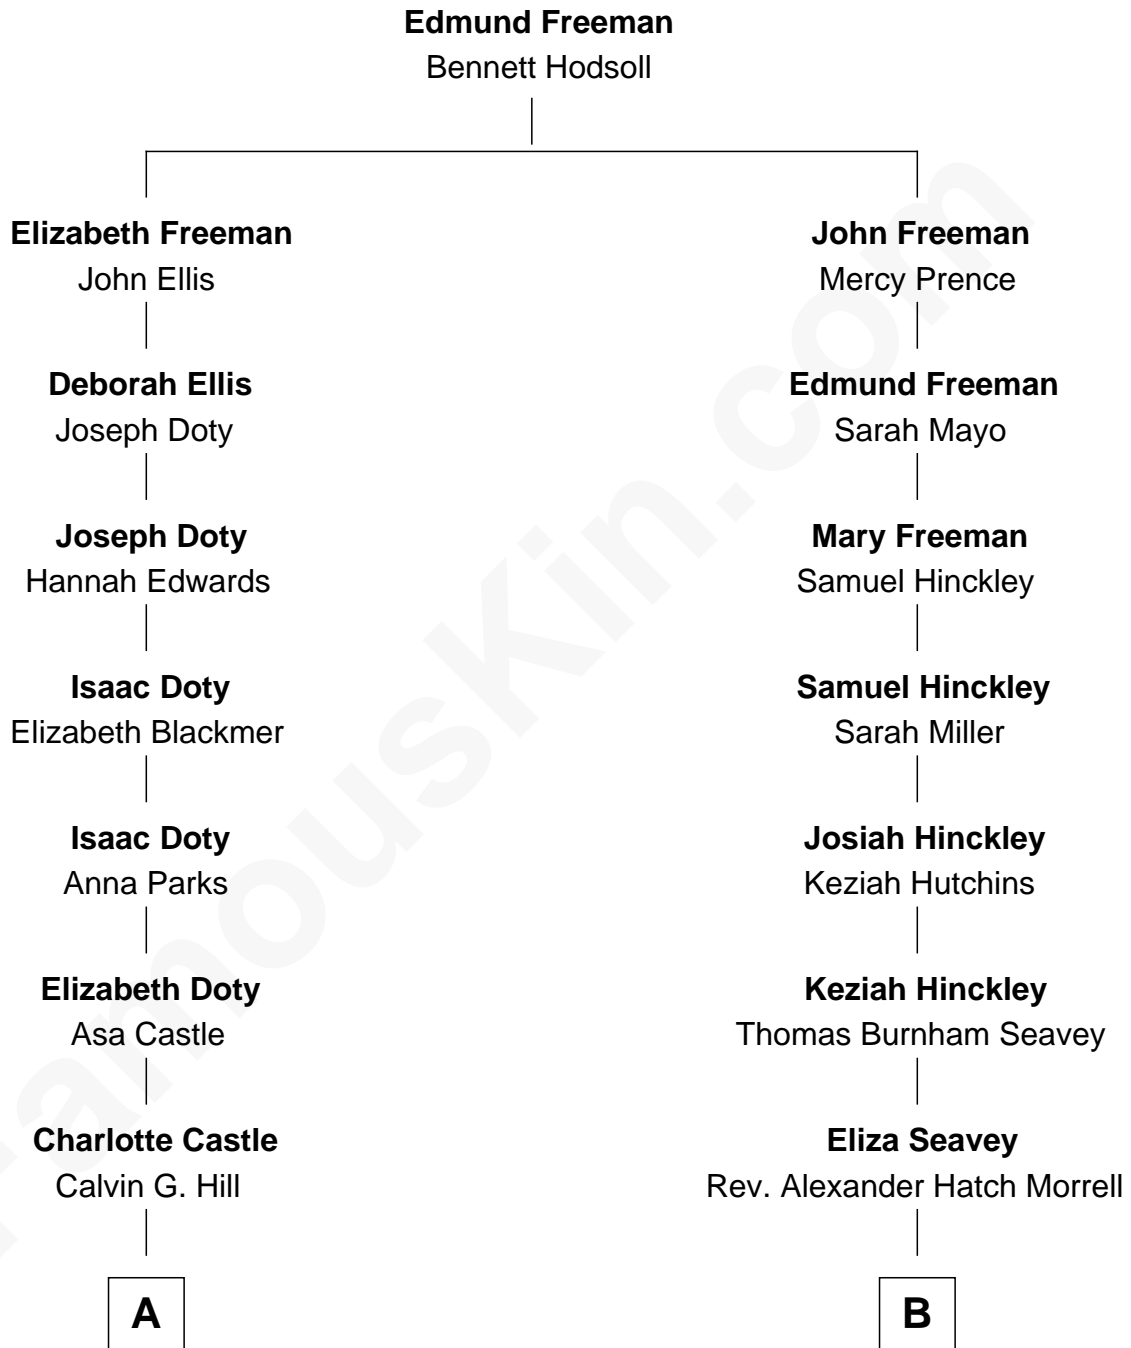 Edmund Freeman
Bennett Hodsoll
Elizabeth Freeman
John Ellis
John Freeman
Mercy Prence
Deborah Ellis
Joseph Doty
Edmund Freeman
Sarah Mayo
Joseph Doty
Hannah Edwards
Mary Freeman
Samuel Hinckley
Isaac Doty
Elizabeth Blackmer
Samuel Hinckley
Sarah Miller
Isaac Doty
Anna Parks
Josiah Hinckley
Keziah Hutchins
Elizabeth Doty
Asa Castle
Keziah Hinckley
Thomas Burnham Seavey
Charlotte Castle
Calvin G. Hill
Eliza Seavey
Rev. Alexander Hatch Morrell
A
B
FamousKin.com